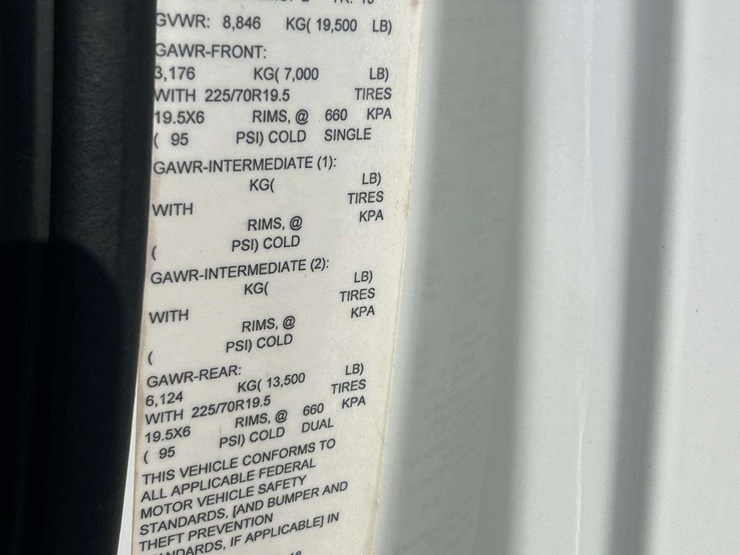 GVWR: 8,846 KG( 19,500 LB)
GAWR-FRONT:
3,176 KG( 7,000 LB)
WITH 225/70R19.5 TIRES
19.5X6 RIMS, @ 660 KPA
( 95 PSI) COLD SINGLE
GAWR-INTERMEDIATE (1):
KG( LB)
WITH TIRES
RIMS, @ KPA
( PSI) COLD
GAWR-INTERMEDIATE (2):
KG( LB)
WITH TIRES
RIMS, @ KPA
( PSI) COLD
GAWR-REAR:
6,124 KG( 13,500 LB)
WITH 225/70R19.5 TIRES
19.5X6 RIMS, @ 660 KPA
( 95 PSI) COLD DUAL
THIS VEHICLE CONFORMS TO
ALL APPLICABLE FEDERAL
MOTOR VEHICLE SAFETY
STANDARDS, [AND BUMPER AND
THEFT PREVENTION
NDARDS, IF APPLICABLE] IN